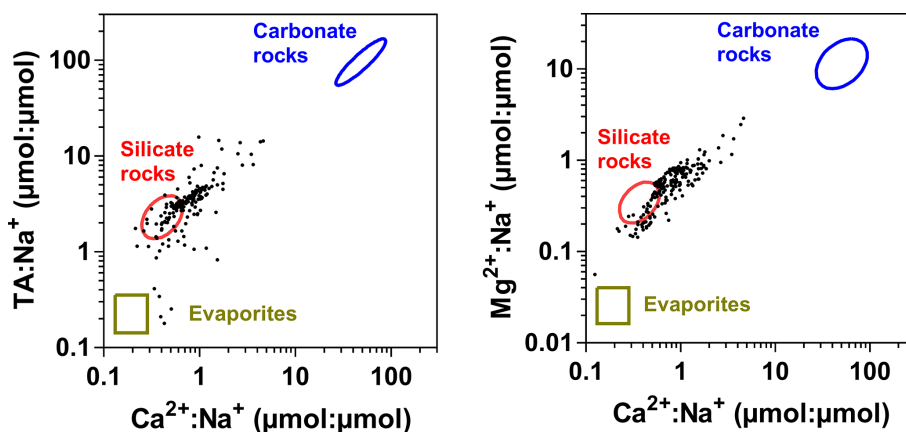 TA:Na⁺ (µmol:µmol)
100
10
1
0.1
Carbonate
rocks
Silicate
rocks
Evaporites
0.1 1 10 100
Ca²⁺:Na⁺ (µmol:µmol)
Mg²⁺:Na⁺ (µmol:µmol)
10
1
0.1
0.01
Carbonate
rocks
Silicate
rocks
Evaporites
0.1 1 10 100
Ca²⁺:Na⁺ (µmol:µmol)